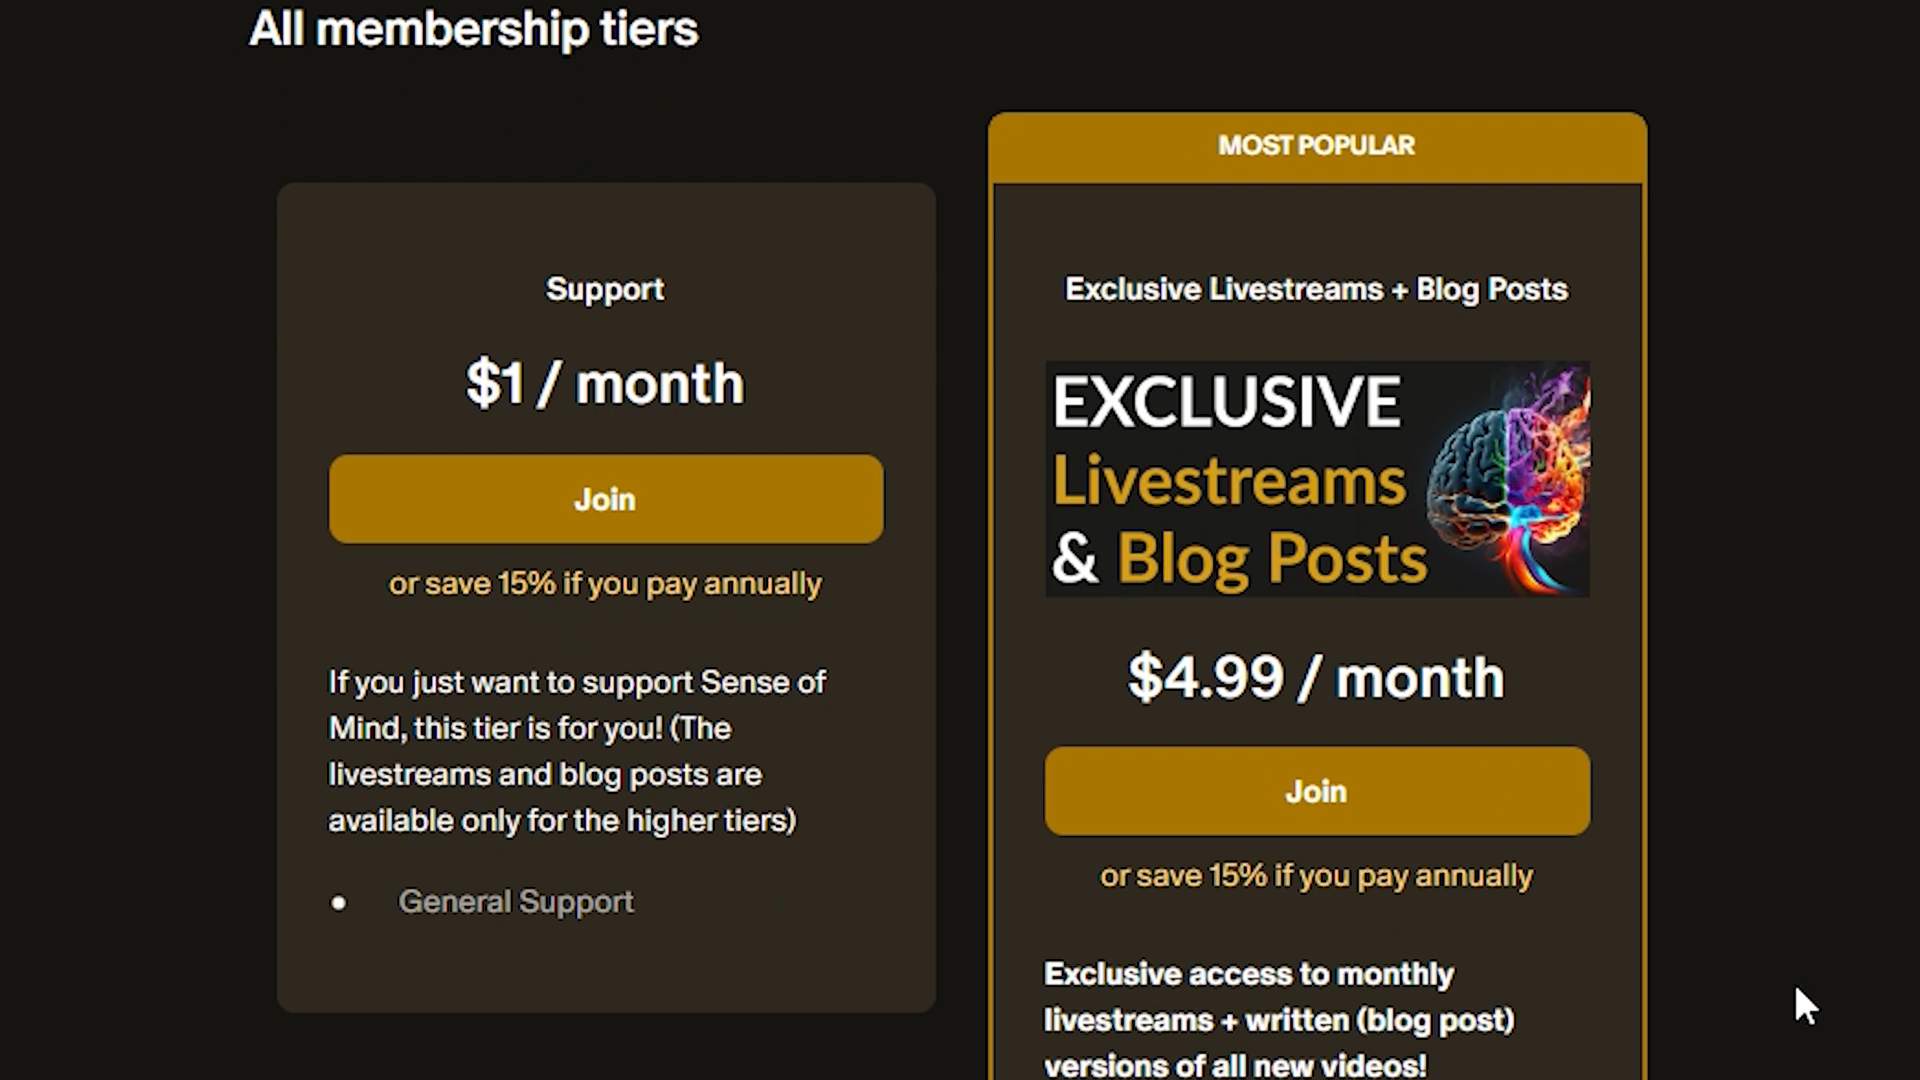 All membership tiers
Support
$1 / month
Join
or save 15% if you pay annually
If you just want to support Sense of
Mind, this tier is for you! (The
livestreams and blog posts are
available only for the higher tiers)
General Support
MOST POPULAR
Exclusive Livestreams + Blog Posts
EXCLUSIVE
Livestreams
& Blog Posts
$4.99 / month
Join
or save 15% if you pay annually
Exclusive access to monthly
livestreams + written (blog post)
versions of all new videos!